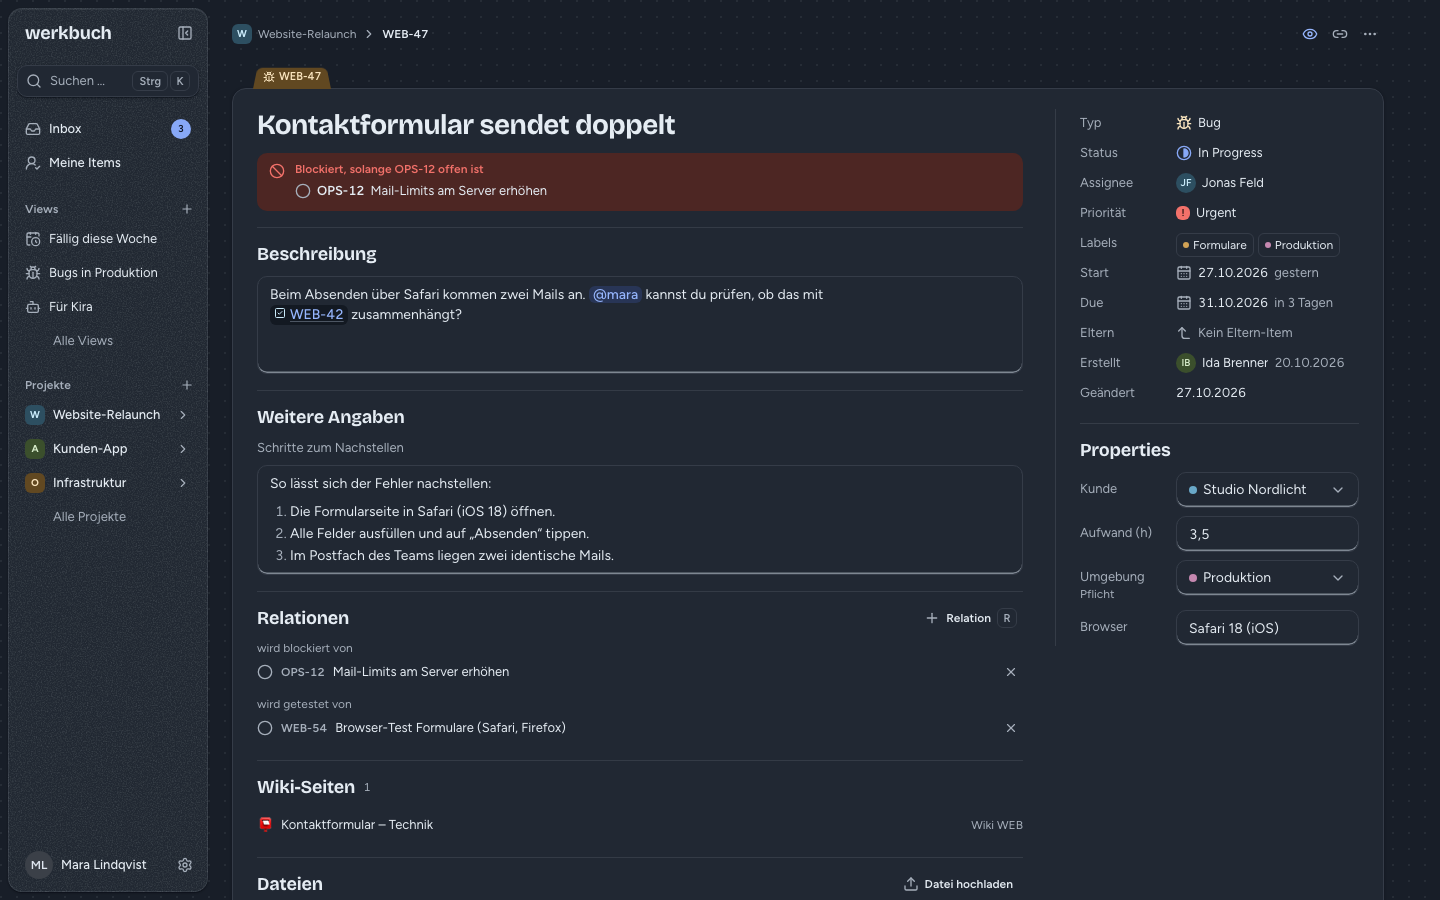 werkbuch
Suchen ... Strg K
Inbox 3
Meine Items
Views
Fällig diese Woche
Bugs in Produktion
Für Kira
Alle Views
Projekte
W Website-Relaunch
A Kunden-App
O Infrastruktur
Alle Projekte
ML Mara Lindqvist
W Website-Relaunch WEB-47
WEB-47
Kontaktformular sendet doppelt
Blockiert, solange OPS-12 offen ist
OPS-12 Mail-Limits am Server erhöhen
Beschreibung
Beim Absenden über Safari kommen zwei Mails an. @mara kannst du prüfen, ob das mit
WEB-42 zusammenhängt?
Weitere Angaben
Schritte zum Nachstellen
So lässt sich der Fehler nachstellen:
1. Die Formularseite in Safari (iOS 18) öffnen.
2. Alle Felder ausfüllen und auf „Absenden“ tippen.
3. Im Postfach des Teams liegen zwei identische Mails.
Relationen
Relation R
wird blockiert von
OPS-12 Mail-Limits am Server erhöhen
wird getestet von
WEB-54 Browser-Test Formulare (Safari, Firefox)
Wiki-Seiten 1
Kontaktformular – Technik Wiki WEB
Dateien
Datei hochladen
Typ Bug
Status In Progress
Assignee JF Jonas Feld
Priorität Urgent
Labels Formulare Produktion
Start 27.10.2026 gestern
Due 31.10.2026 in 3 Tagen
Eltern Kein Eltern-Item
Erstellt IB Ida Brenner 20.10.2026
Geändert 27.10.2026
Properties
Kunde Studio Nordlicht
Aufwand (h) 3,5
Umgebung Produktion
Pflicht
Browser Safari 18 (iOS)